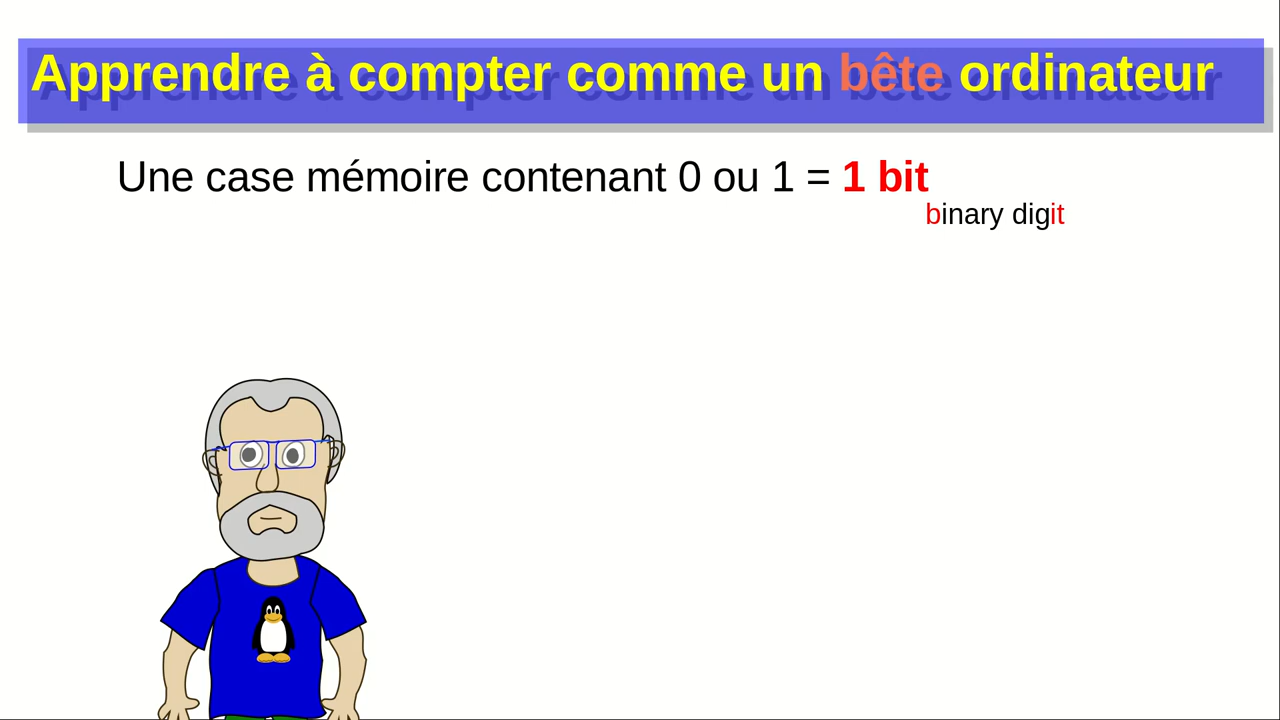 Apprendre à compter comme un bête ordinateur
Une case mémoire contenant 0 ou 1 = 1 bit
binary digit